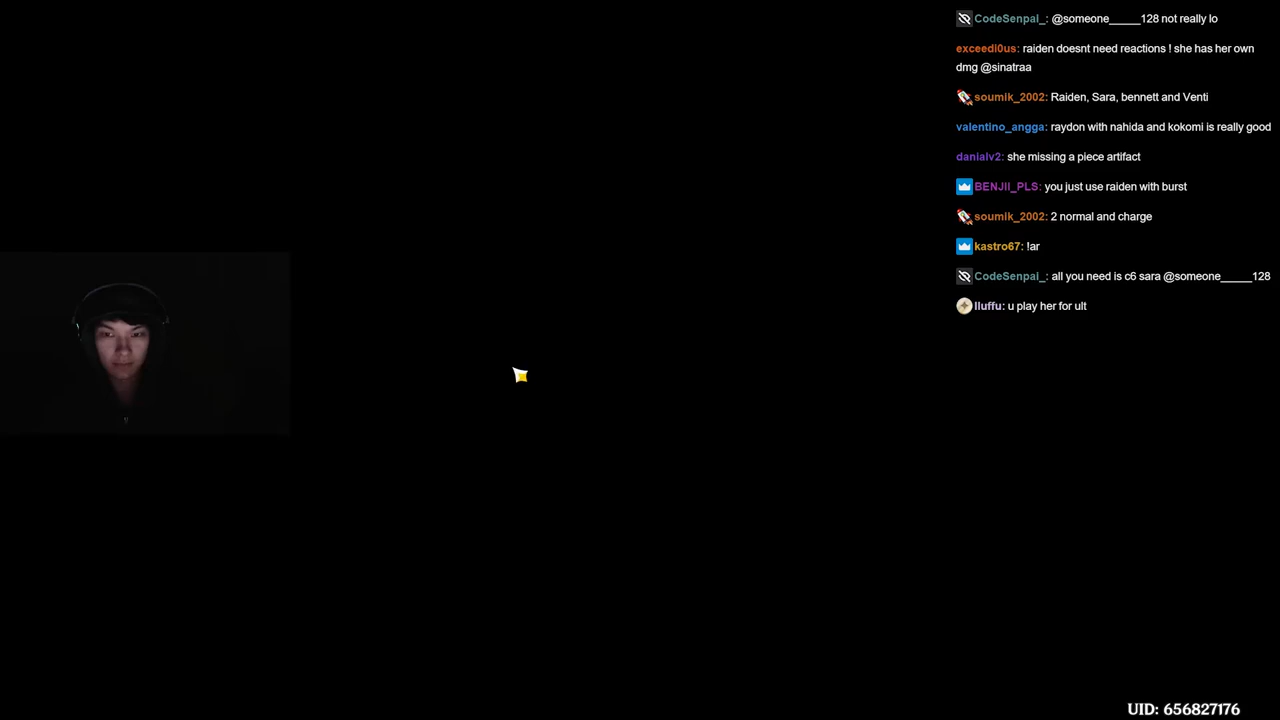 CodeSenpai_: @someone_____128 not really lo
exceedi0us: raiden doesnt need reactions ! she has her own
dmg @sinatraa
soumik_2002: Raiden, Sara, bennett and Venti
valentino_angga: raydon with nahida and kokomi is really good
danialv2: she missing a piece artifact
BENJII_PLS: you just use raiden with burst
soumik_2002: 2 normal and charge
kastro67: !ar
CodeSenpai_: all you need is c6 sara @someone_____128
lluffu: u play her for ult
UID: 656827176